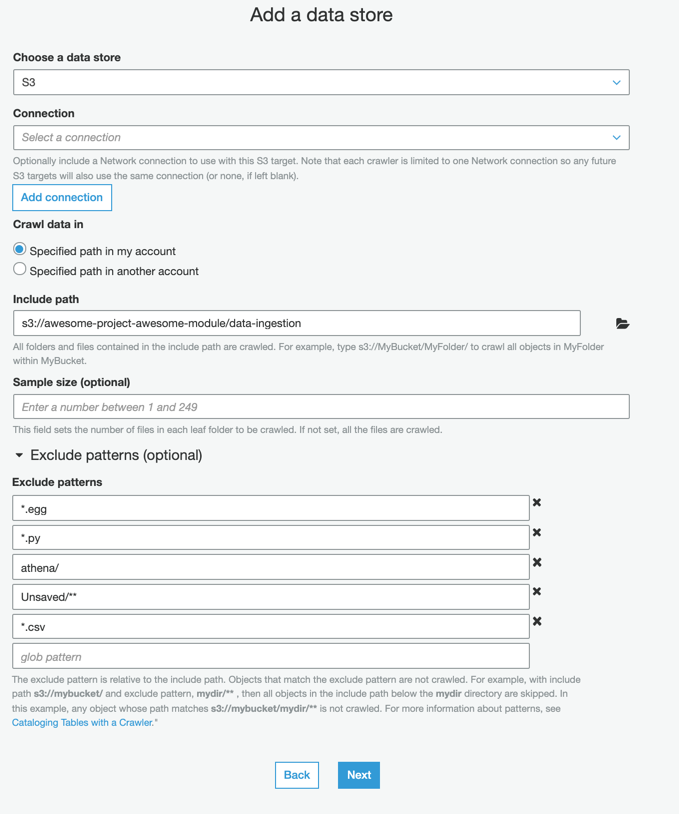 Add a data store
Choose a data store
S3
Connection
Select a connection
Optionally include a Network connection to use with this S3 target. Note that each crawler is limited to one Network connection so any future
S3 targets will also use the same connection (or none, if left blank).
Add connection
Crawl data in
Specified path in my account
Specified path in another account
Include path
s3://awesome-project-awesome-module/data-ingestion
All folders and files contained in the include path are crawled. For example, type s3://MyBucket/MyFolder/ to crawl all objects in MyFolder
within MyBucket.
Sample size (optional)
Enter a number between 1 and 249
This field sets the number of files in each leaf folder to be crawled. If not set, all the files are crawled.
Exclude patterns (optional)
Exclude patterns
*.egg
*.py
athena/
Unsaved/**
*.csv
glob pattern
The exclude pattern is relative to the include path. Objects that match the exclude pattern are not crawled. For example, with include
path s3://mybucket/ and exclude pattern, mydir/** , then all objects in the include path below the mydir directory are skipped. In
this example, any object whose path matches s3://mybucket/mydir/** is not crawled. For more information about patterns, see
Cataloging Tables with a Crawler."
Back Next